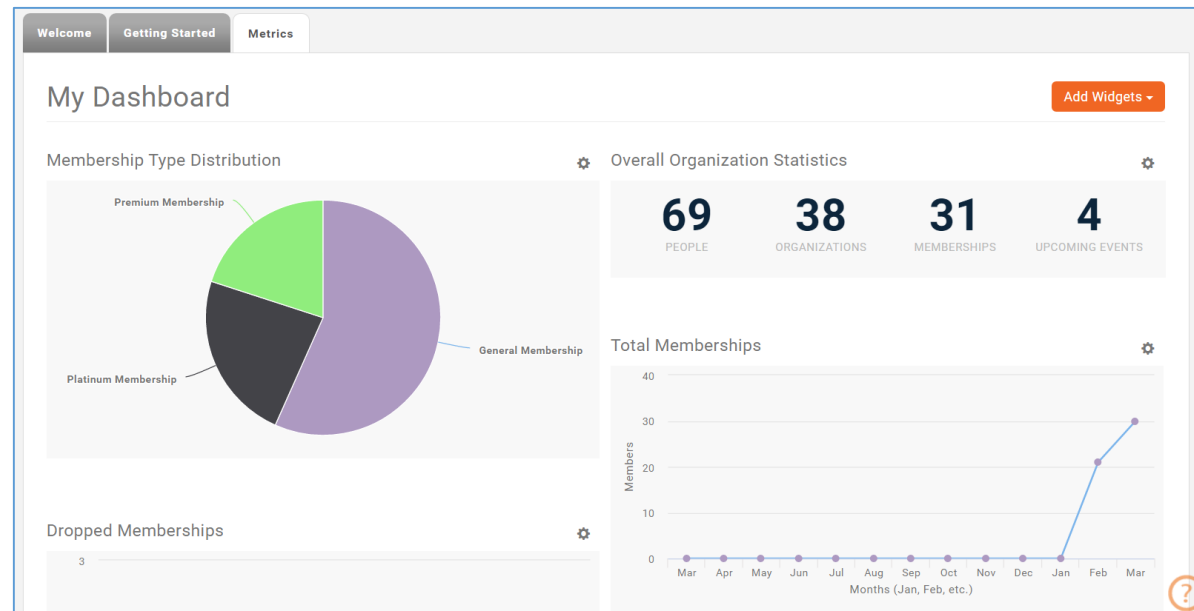 Welcome
Getting Started
Metrics
My Dashboard
Add Widgets
Membership Type Distribution
Premium Membership
General Membership
Platinum Membership
Overall Organization Statistics
69
38
31
4
PEOPLE
ORGANIZATIONS
MEMBERSHIPS
UPCOMING EVENTS
Total Memberships
40
30
20
10
0
Members
Mar Apr May Jun Jul Aug Sep Oct Nov Dec Jan Feb Mar
Months (Jan, Feb, etc.)
Dropped Memberships
3
?